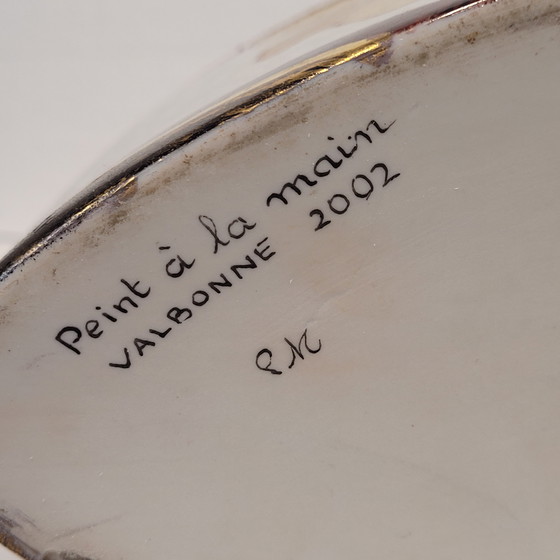 Peint à la main
VALBONNE 2002